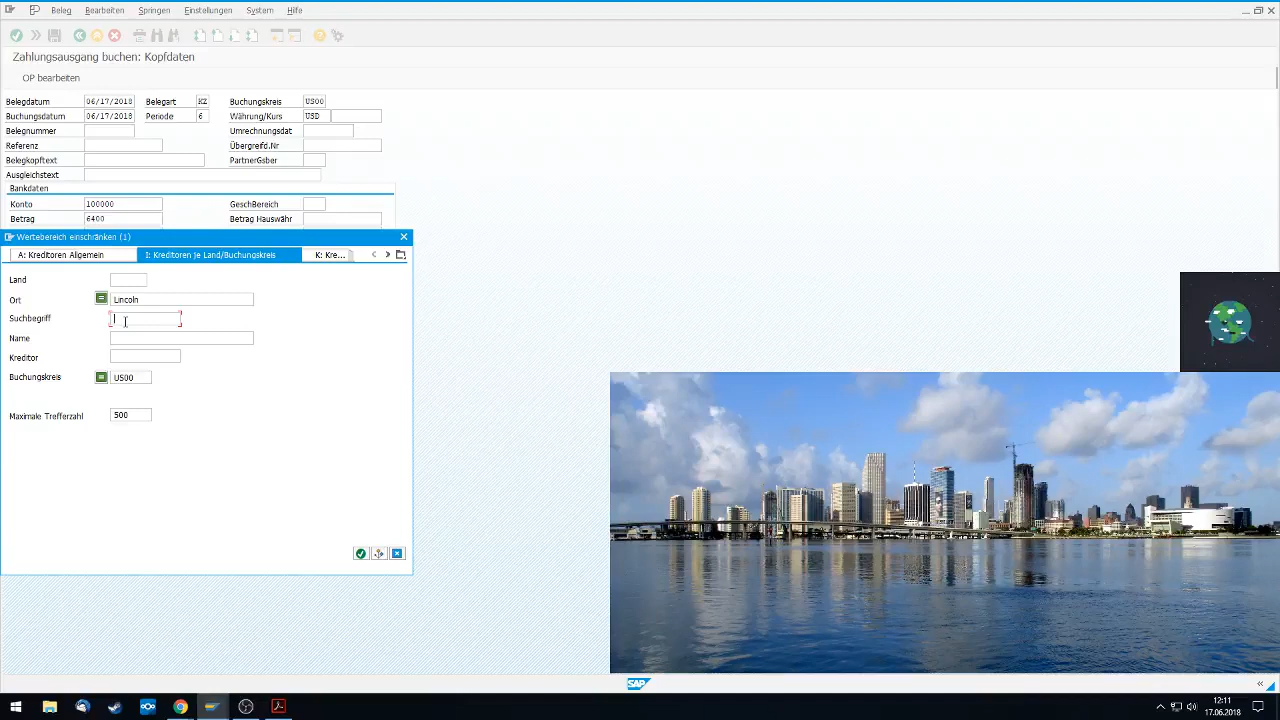 Beleg Bearbeiten Springen Einstellungen System Hilfe
Zahlungsausgang buchen: Kopfdaten
OP bearbeiten
Belegdatum 06/17/2018 Belegart KZ Buchungskreis US00
Buchungsdatum 06/17/2018 Periode 6 Währung/Kurs USD
Belegnummer Umrechnungsdat
Referenz Übergreifd.Nr
Belegkopftext PartnerGsber
Ausgleichstext
Bankdaten
Konto 100000 GeschBereich
Betrag 6400 Betrag Hauswähr
Wertebereich einschränken (1)
A: Kreditoren Allgemein I: Kreditoren je Land/Buchungskreis K: Kre...
Land
Ort Lincoln
Suchbegriff
Name
Kreditor
Buchungskreis US00
Maximale Trefferzahl 500
SAP
12:11
17.06.2018